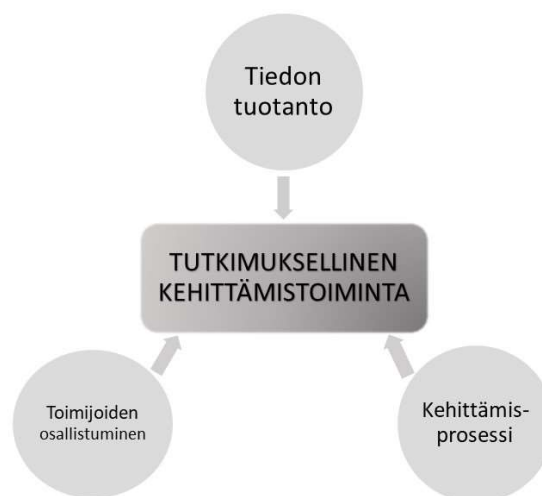 Tiedon
tuotanto
TUTKIMUKSELLINEN
KEHITTÄMISTOIMINTA
Toimijoiden
osallistuminen
Kehittämis-
prosessi